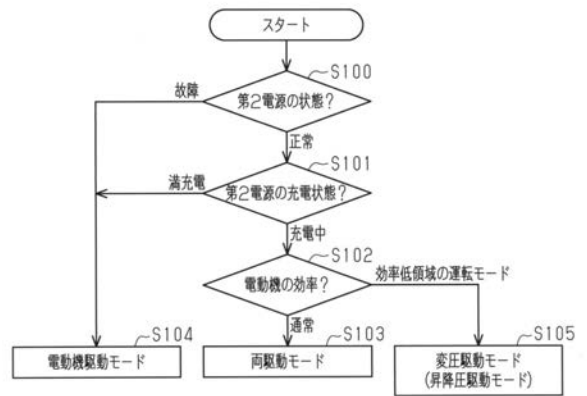 スタート
S100
第2電源の状態?
故障
正常
S101
第2電源の充電状態?
満充電
充電中
S102
電動機の効率?
効率低領域の運転モード
通常
S104
電動機駆動モード
S103
両駆動モード
S105
変圧駆動モード
(昇降圧駆動モード)